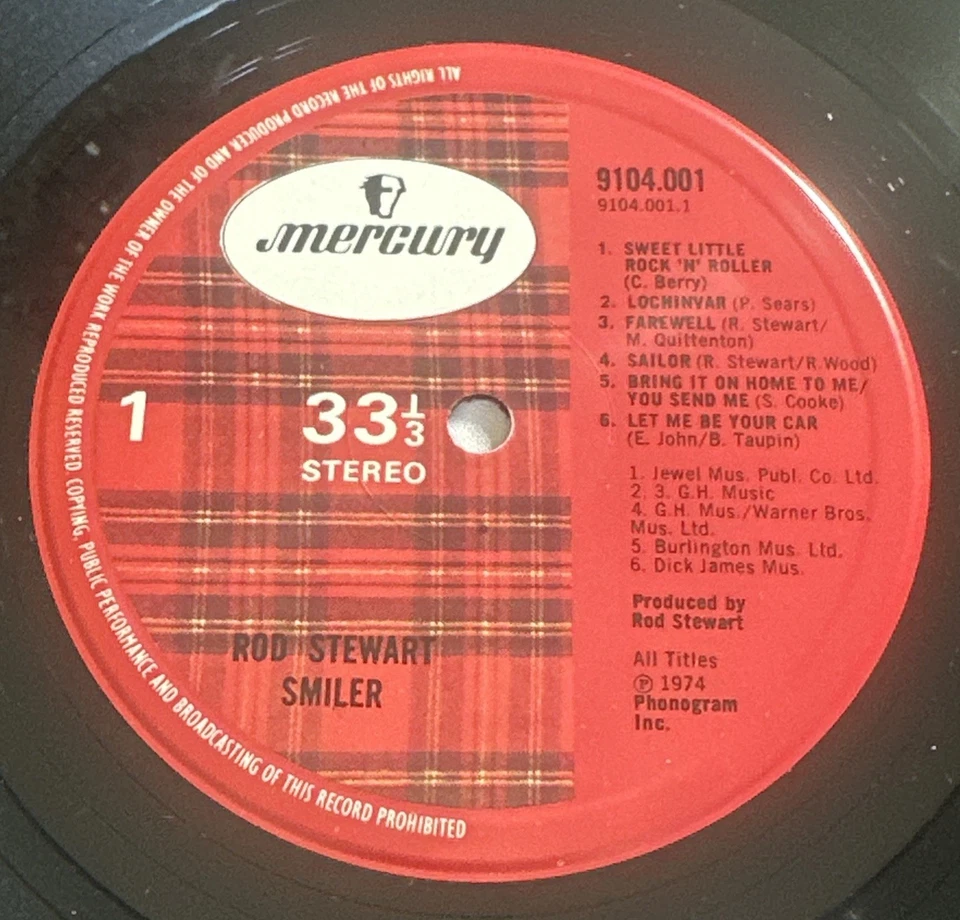 ALL RIGHTS OF THE RECORD PRODUCER AND OF THE OWNER OF THE WORK REPRODUCED RESERVED. COPYING, PUBLIC PERFORMANCE AND BROADCASTING OF THIS RECORD PROHIBITED
mercury
1
33 1/3
STEREO
ROD STEWART
SMILER
9104.001
9104.001.1
1. SWEET LITTLE
ROCK 'N' ROLLER
(C. Berry)
2. LOCHINVAR (P. Sears)
3. FAREWELL (R. Stewart/
M. Quittenton)
4. SAILOR (R. Stewart/R.Wood)
5. BRING IT ON HOME TO ME/
YOU SEND ME (S. Cooke)
6. LET ME BE YOUR CAR
(E. John/B. Taupin)
1. Jewel Mus. Publ. Co. Ltd.
2. 3. G.H. Music
4. G.H. Mus./Warner Bros.
Mus. Ltd.
5. Burlington Mus. Ltd.
6. Dick James Mus.
Produced by
Rod Stewart
All Titles
℗ 1974
Phonogram
Inc.